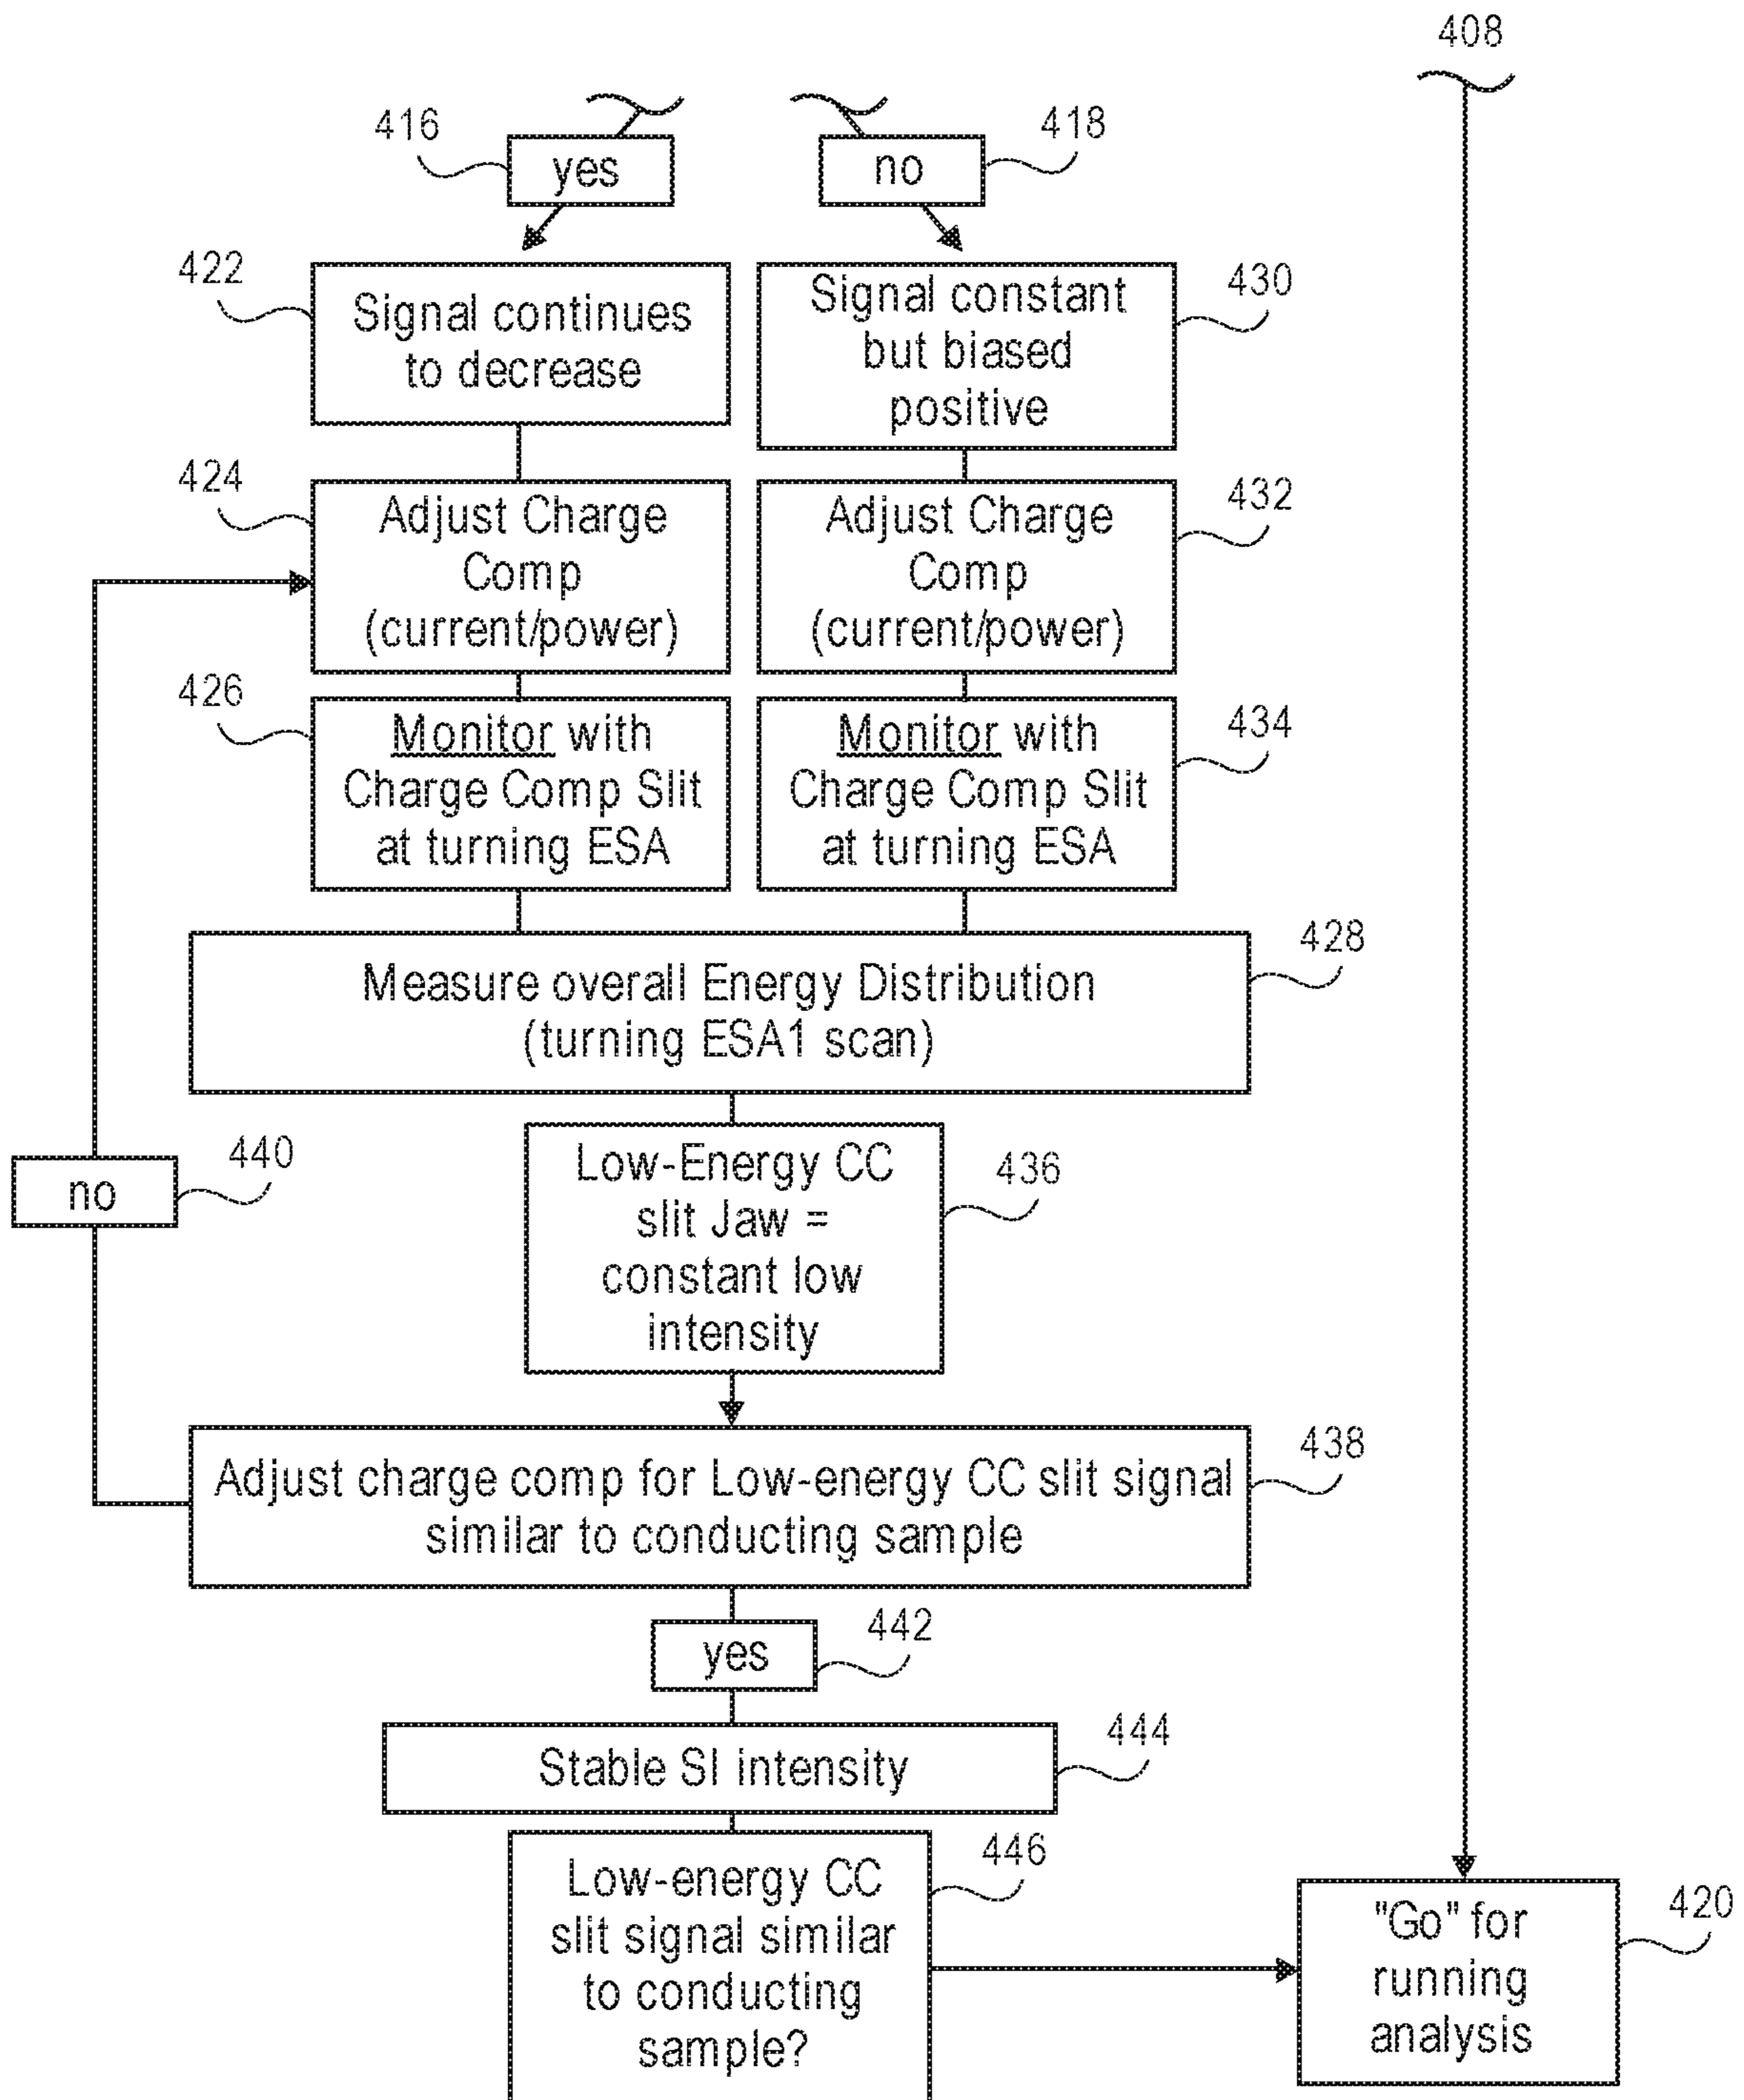 408
416
yes
no
418
422
Signal continues
to decrease
Signal constant
but biased
positive
430
424
Adjust Charge
Comp
(current/power)
Adjust Charge
Comp
(current/power)
432
426
Monitor with
Charge Comp Slit
at turning ESA
Monitor with
Charge Comp Slit
at turning ESA
434
Measure overall Energy Distribution
(turning ESA1 scan)
428
no
440
Low-Energy CC
slit Jaw =
constant low
intensity
436
Adjust charge comp for Low-energy CC slit signal
similar to conducting sample
438
yes
442
Stable SI intensity
444
Low-energy CC
slit signal similar
to conducting
sample?
446
"Go" for
running
analysis
420